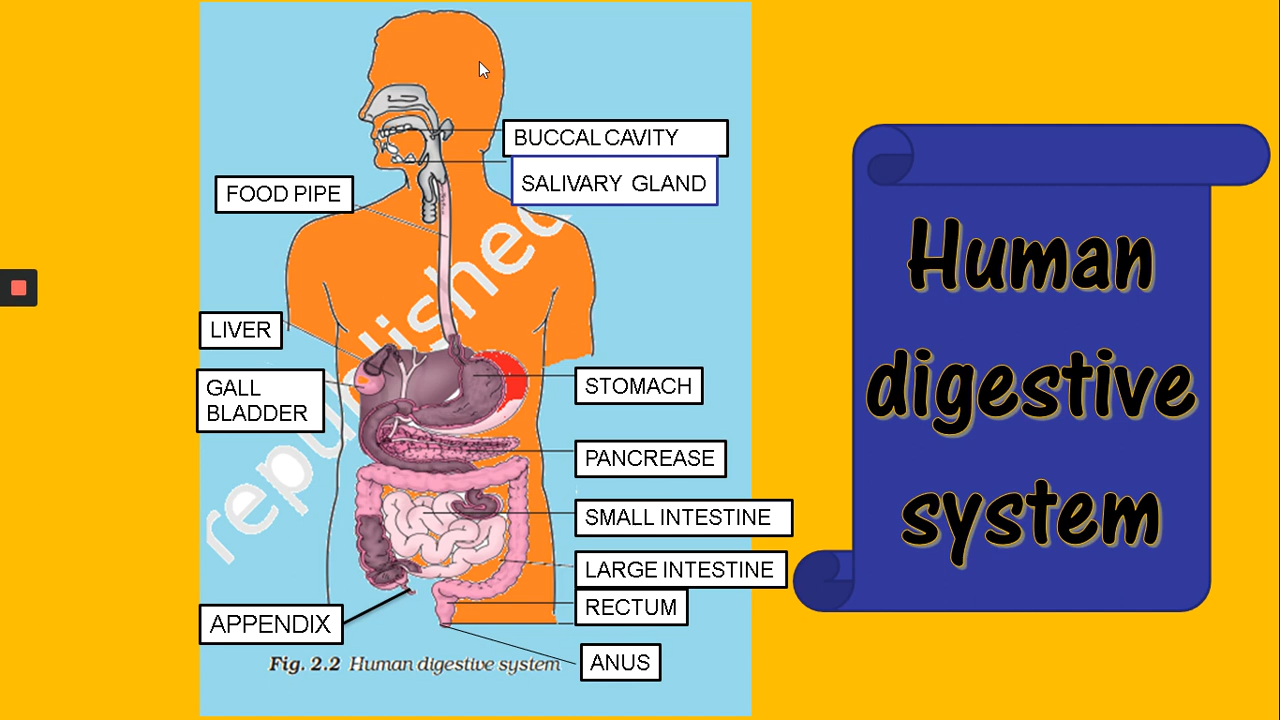 BUCCAL CAVITY
SALIVARY GLAND
FOOD PIPE
LIVER
GALL
BLADDER
STOMACH
PANCREASE
SMALL INTESTINE
LARGE INTESTINE
RECTUM
APPENDIX
ANUS
Fig. 2.2 Human digestive system
republished
Human
digestive
system